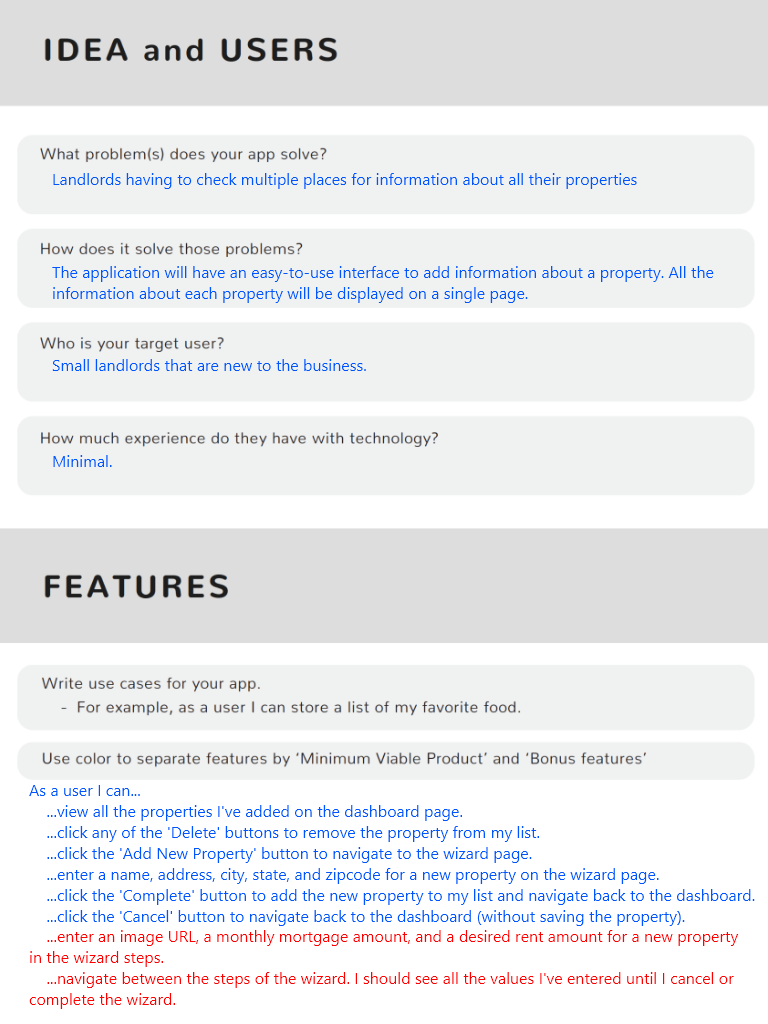 IDEA and USERS
What problem(s) does your app solve?
Landlords having to check multiple places for information about all their properties
How does it solve those problems?
The application will have an easy-to-use interface to add information about a property. All the
information about each property will be displayed on a single page.
Who is your target user?
Small landlords that are new to the business.
How much experience do they have with technology?
Minimal.
FEATURES
Write use cases for your app.
- For example, as a user I can store a list of my favorite food.
Use color to separate features by ‘Minimum Viable Product’ and ‘Bonus features’
As a user I can...
...view all the properties I've added on the dashboard page.
...click any of the 'Delete' buttons to remove the property from my list.
...click the 'Add New Property' button to navigate to the wizard page.
...enter a name, address, city, state, and zipcode for a new property on the wizard page.
...click the 'Complete' button to add the new property to my list and navigate back to the dashboard.
...click the 'Cancel' button to navigate back to the dashboard (without saving the property).
...enter an image URL, a monthly mortgage amount, and a desired rent amount for a new property
in the wizard steps.
...navigate between the steps of the wizard. I should see all the values I've entered until I cancel or
complete the wizard.